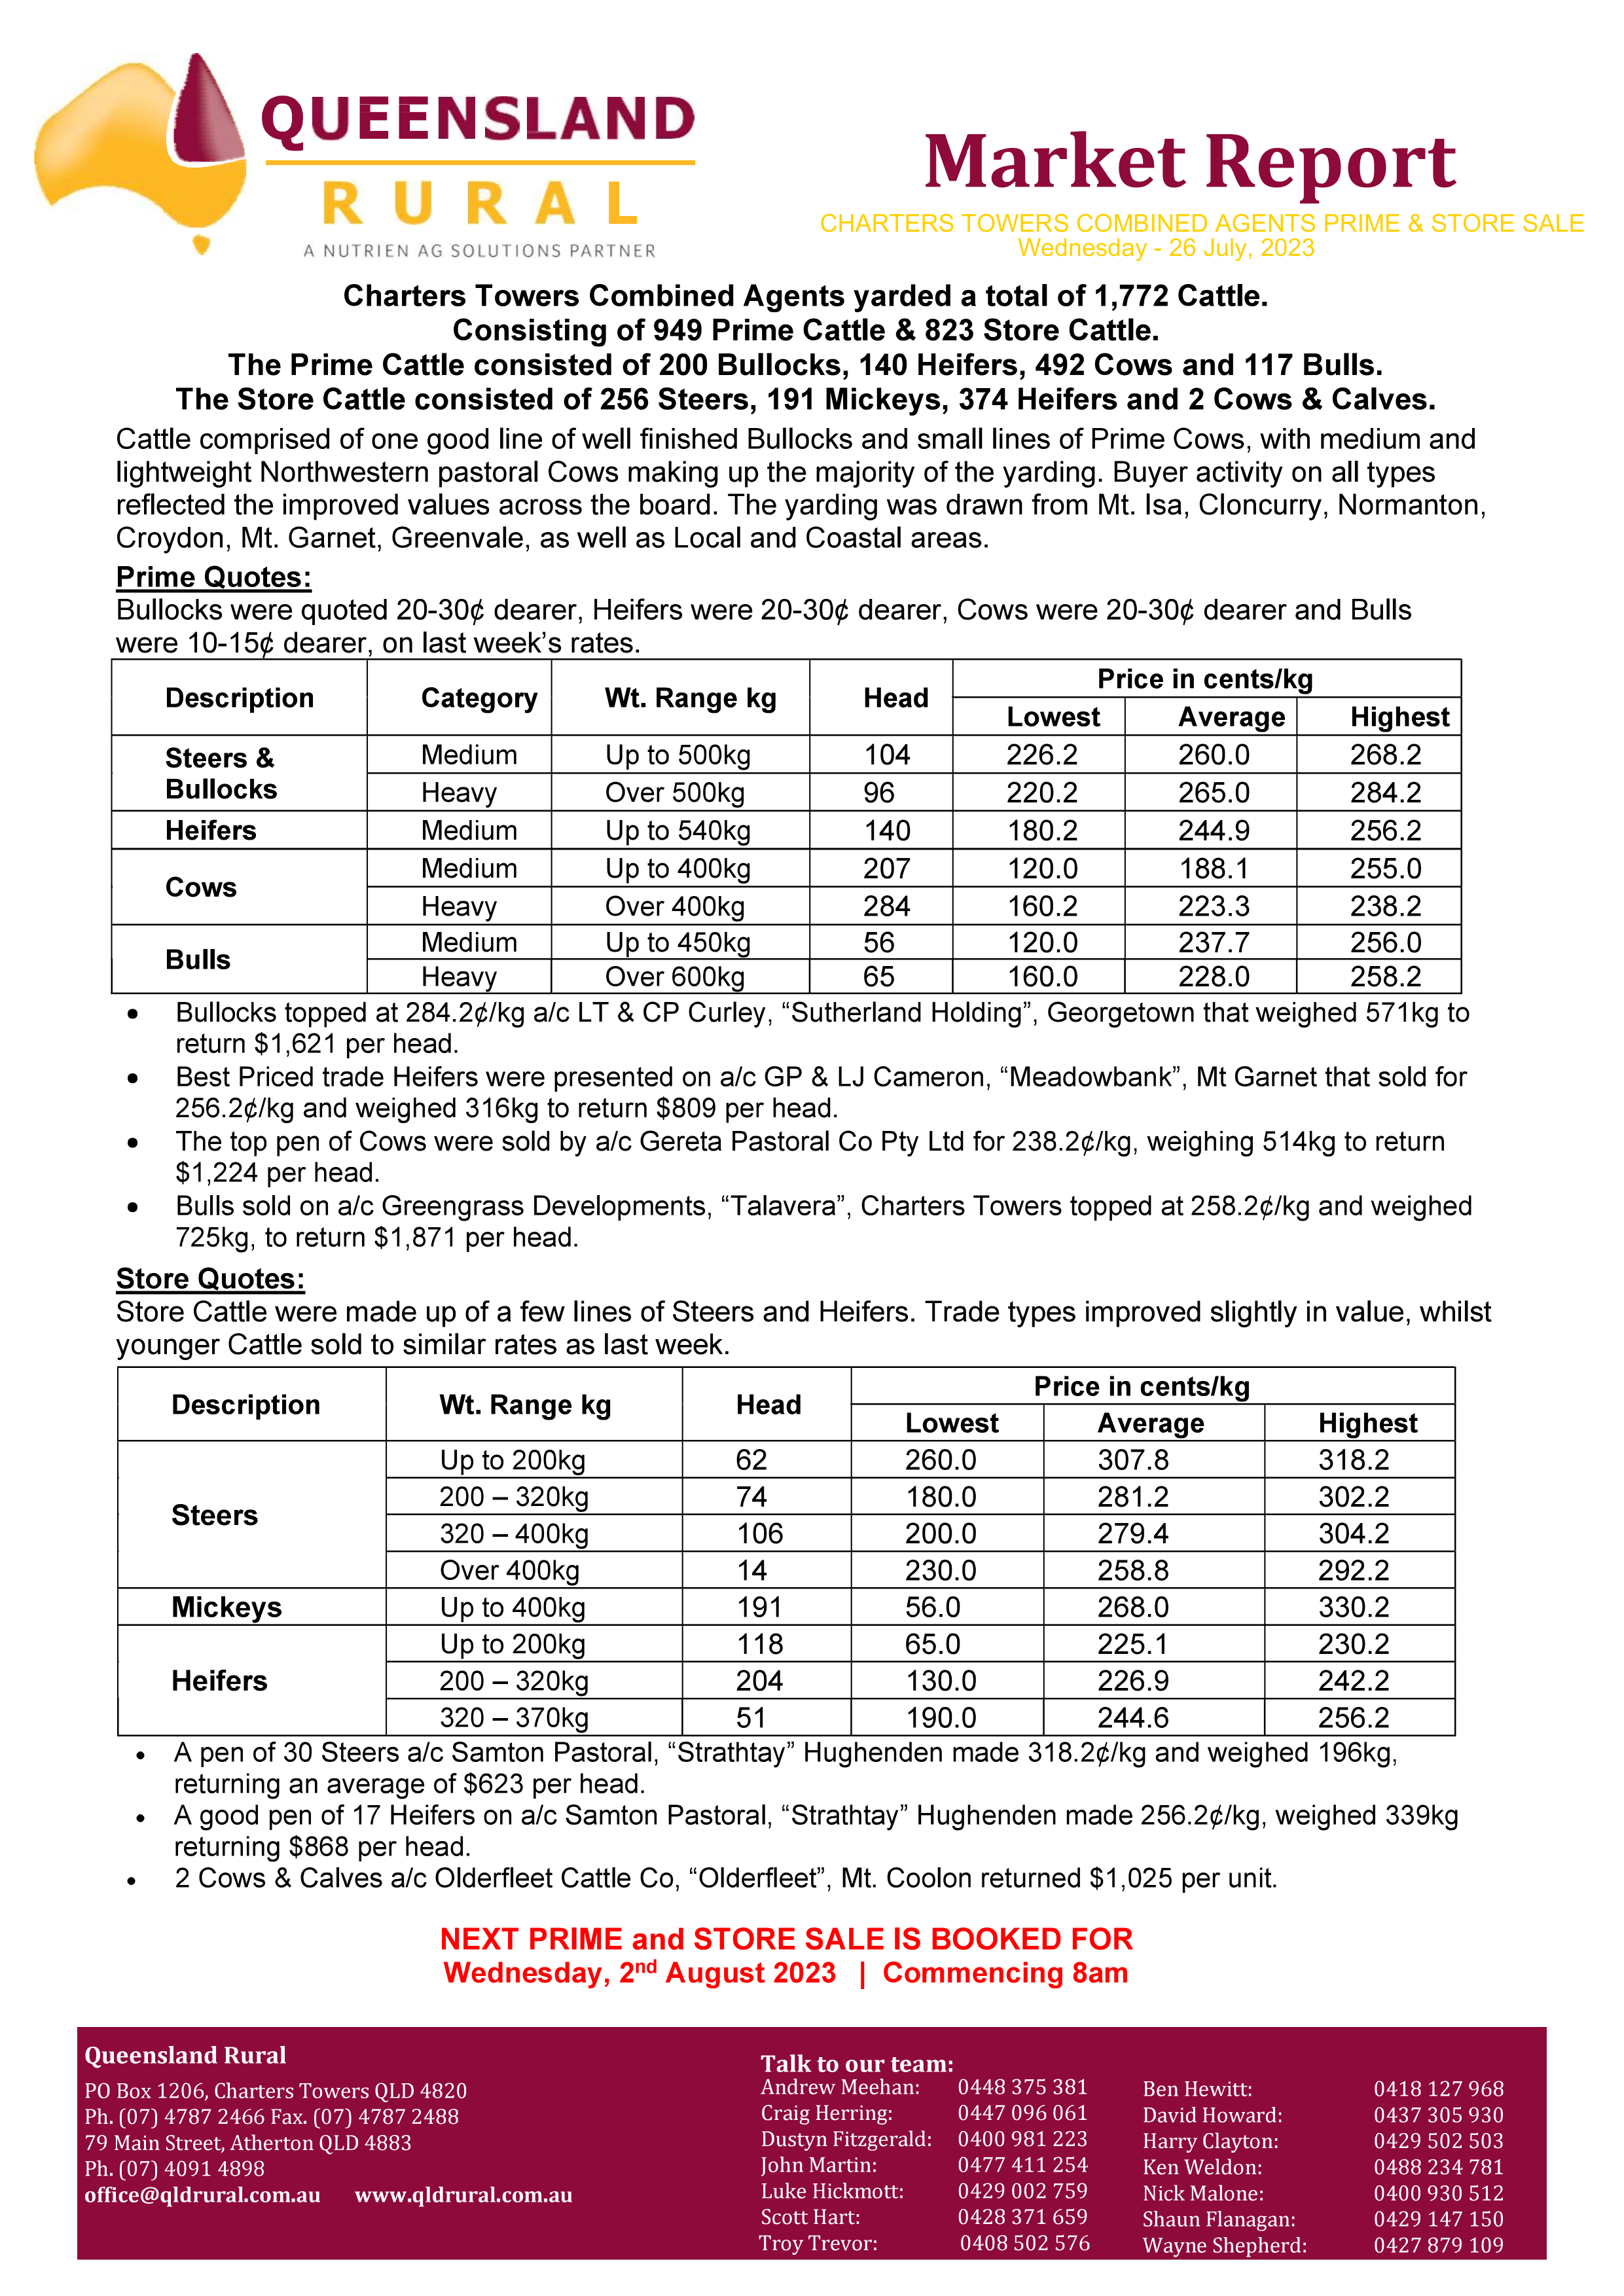 QUEENSLAND
RURAL
A NUTRIEN AG SOLUTIONS PARTNER
Market Report
CHARTERS TOWERS COMBINED AGENTS PRIME & STORE SALE
Wednesday - 26 July, 2023
Charters Towers Combined Agents yarded a total of 1,772 Cattle.
Consisting of 949 Prime Cattle & 823 Store Cattle.
The Prime Cattle consisted of 200 Bullocks, 140 Heifers, 492 Cows and 117 Bulls.
The Store Cattle consisted of 256 Steers, 191 Mickeys, 374 Heifers and 2 Cows & Calves.
Cattle comprised of one good line of well finished Bullocks and small lines of Prime Cows, with medium and
lightweight Northwestern pastoral Cows making up the majority of the yarding. Buyer activity on all types
reflected the improved values across the board. The yarding was drawn from Mt. Isa, Cloncurry, Normanton,
Croydon, Mt. Garnet, Greenvale, as well as Local and Coastal areas.
Prime Quotes:
Bullocks were quoted 20-30¢ dearer, Heifers were 20-30¢ dearer, Cows were 20-30¢ dearer and Bulls
were 10-15¢ dearer, on last week’s rates.
Description Category Wt. Range kg Head Price in cents/kg
Lowest Average Highest
Steers & Bullocks Medium Up to 500kg 104 226.2 260.0 268.2
Heavy Over 500kg 96 220.2 265.0 284.2
Heifers Medium Up to 540kg 140 180.2 244.9 256.2
Cows Medium Up to 400kg 207 120.0 188.1 255.0
Heavy Over 400kg 284 160.2 223.3 238.2
Bulls Medium Up to 450kg 56 120.0 237.7 256.0
Heavy Over 600kg 65 160.0 228.0 258.2
• Bullocks topped at 284.2¢/kg a/c LT & CP Curley, “Sutherland Holding”, Georgetown that weighed 571kg to
return $1,621 per head.
• Best Priced trade Heifers were presented on a/c GP & LJ Cameron, “Meadowbank”, Mt Garnet that sold for
256.2¢/kg and weighed 316kg to return $809 per head.
• The top pen of Cows were sold by a/c Gereta Pastoral Co Pty Ltd for 238.2¢/kg, weighing 514kg to return
$1,224 per head.
• Bulls sold on a/c Greengrass Developments, “Talavera”, Charters Towers topped at 258.2¢/kg and weighed
725kg, to return $1,871 per head.
Store Quotes:
Store Cattle were made up of a few lines of Steers and Heifers. Trade types improved slightly in value, whilst
younger Cattle sold to similar rates as last week.
Description Wt. Range kg Head Price in cents/kg
Lowest Average Highest
Steers Up to 200kg 62 260.0 307.8 318.2
200 – 320kg 74 180.0 281.2 302.2
320 – 400kg 106 200.0 279.4 304.2
Over 400kg 14 230.0 258.8 292.2
Mickeys Up to 400kg 191 56.0 268.0 330.2
Heifers Up to 200kg 118 65.0 225.1 230.2
200 – 320kg 204 130.0 226.9 242.2
320 – 370kg 51 190.0 244.6 256.2
• A pen of 30 Steers a/c Samton Pastoral, “Strathtay” Hughenden made 318.2¢/kg and weighed 196kg,
returning an average of $623 per head.
• A good pen of 17 Heifers on a/c Samton Pastoral, “Strathtay” Hughenden made 256.2¢/kg, weighed 339kg
returning $868 per head.
• 2 Cows & Calves a/c Olderfleet Cattle Co, “Olderfleet”, Mt. Coolon returned $1,025 per unit.
NEXT PRIME and STORE SALE IS BOOKED FOR
Wednesday, 2nd August 2023 | Commencing 8am
Queensland Rural
PO Box 1206, Charters Towers QLD 4820
Ph. (07) 4787 2466 Fax. (07) 4787 2488
79 Main Street, Atherton QLD 4883
Ph. (07) 4091 4898
office@qldrural.com.au www.qldrural.com.au
Talk to our team:
Andrew Meehan: 0448 375 381
Craig Herring: 0447 096 061
Dustyn Fitzgerald: 0400 981 223
John Martin: 0477 411 254
Luke Hickmott: 0429 002 759
Scott Hart: 0428 371 659
Troy Trevor: 0408 502 576
Ben Hewitt: 0418 127 968
David Howard: 0437 305 930
Harry Clayton: 0429 502 503
Ken Weldon: 0488 234 781
Nick Malone: 0400 930 512
Shaun Flanagan: 0429 147 150
Wayne Shepherd: 0427 879 109